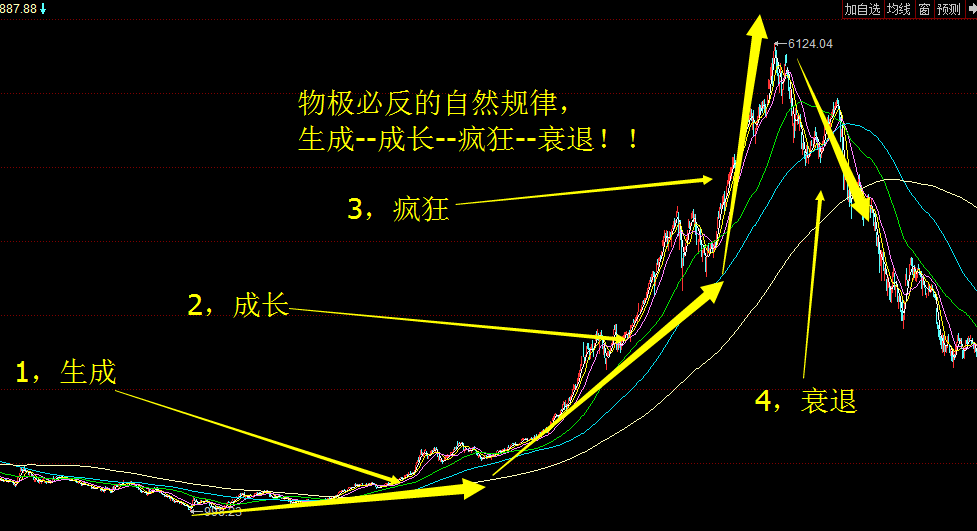 887.88↓
加自选 均线 窗 预测
←6124.04
物极必反的自然规律，
生成--成长--疯狂--衰退！！
3，疯狂
2，成长
1，生成
4，衰退